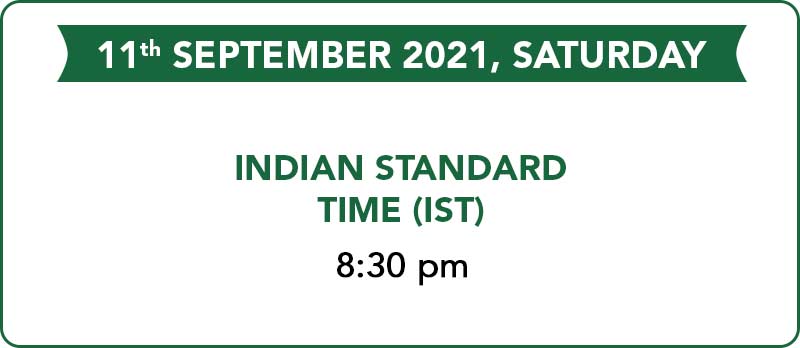 11th SEPTEMBER 2021, SATURDAY
INDIAN STANDARD
TIME (IST)
8:30 pm